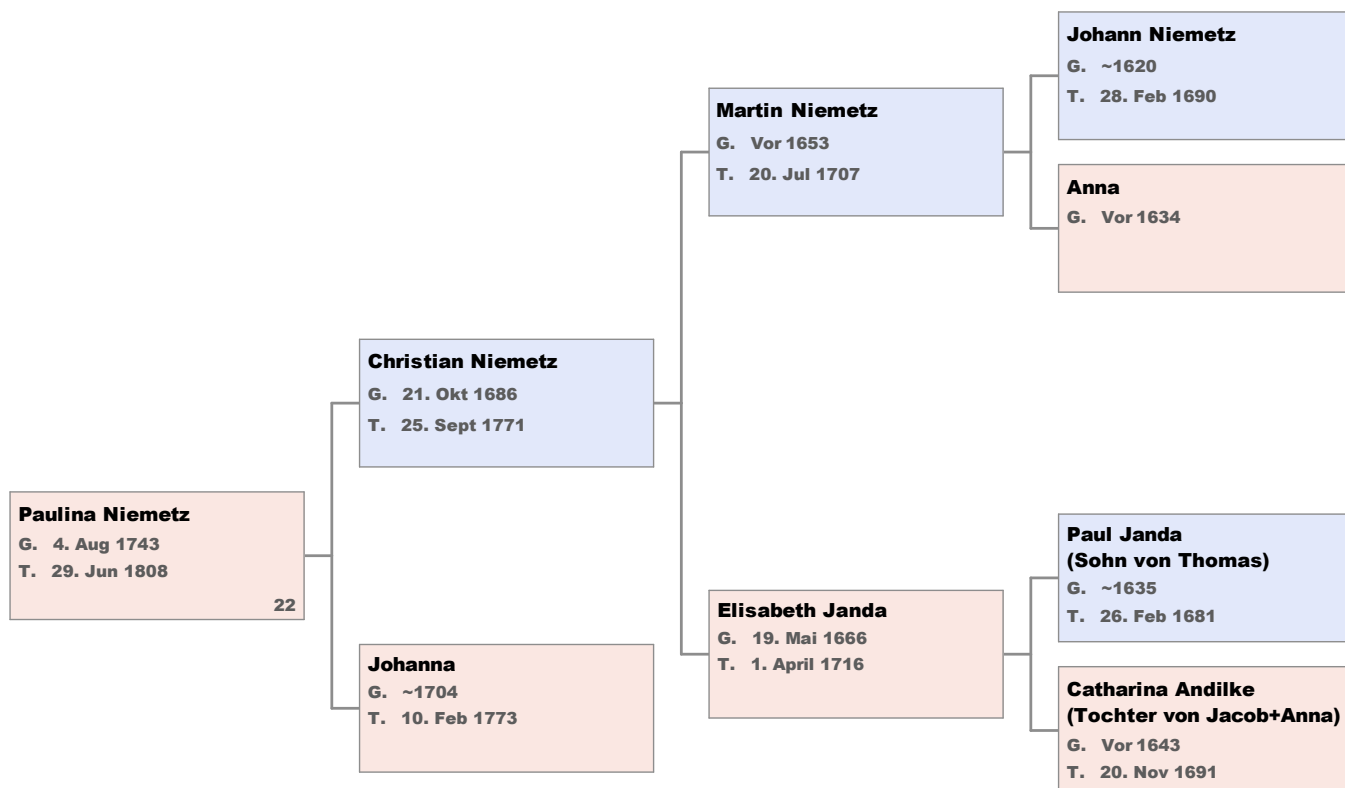 Johann Niemetz
G. ~1620
T. 28. Feb 1690
Martin Niemetz
G. Vor 1653
T. 20. Jul 1707
Anna
G. Vor 1634
Christian Niemetz
G. 21. Okt 1686
T. 25. Sept 1771
Paulina Niemetz
G. 4. Aug 1743
T. 29. Jun 1808
22
Paul Janda
(Sohn von Thomas)
G. ~1635
T. 26. Feb 1681
Elisabeth Janda
G. 19. Mai 1666
T. 1. April 1716
Johanna
G. ~1704
T. 10. Feb 1773
Catharina Andilke
(Tochter von Jacob+Anna)
G. Vor 1643
T. 20. Nov 1691